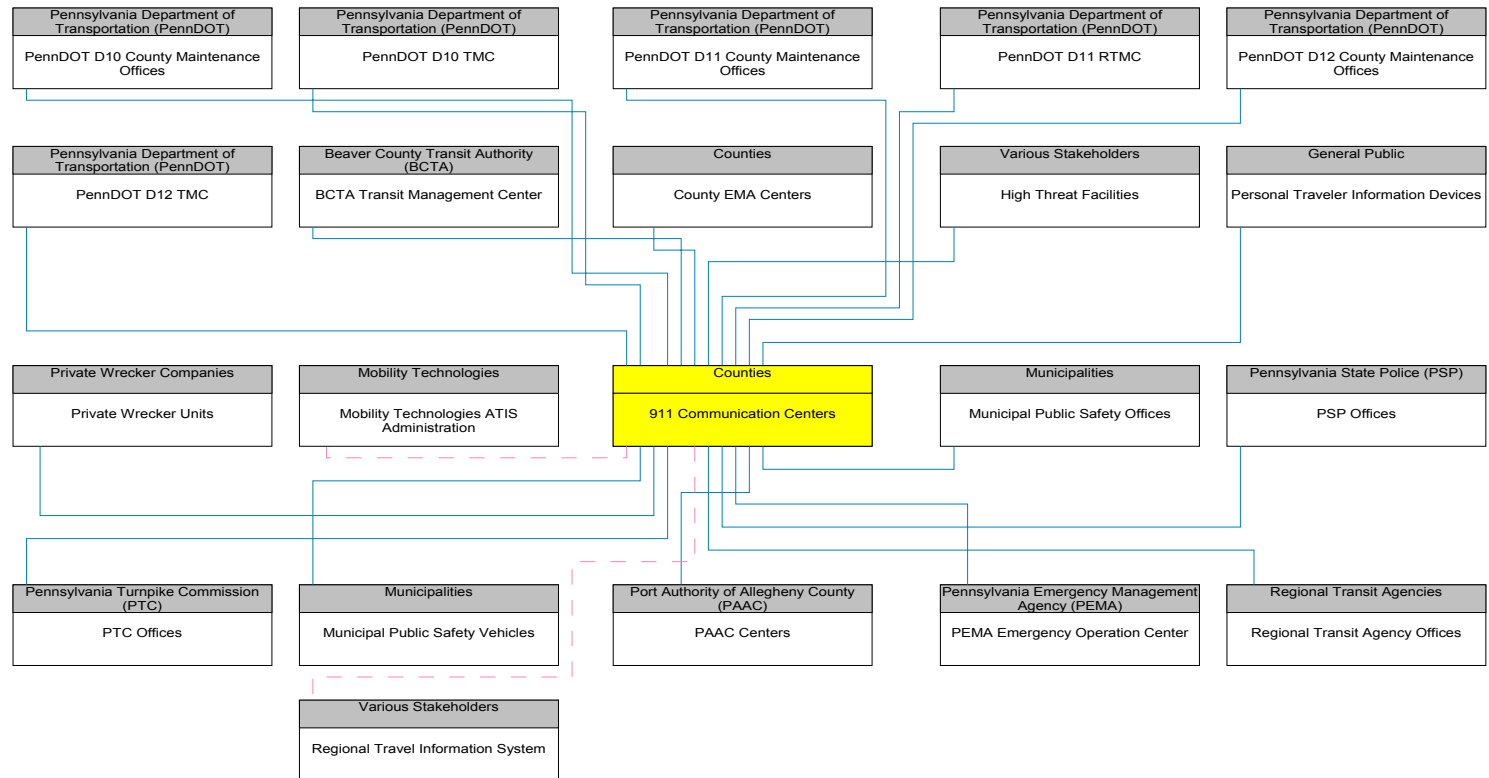 Pennsylvania Department of
Transportation (PennDOT)
PennDOT D10 County Maintenance
Offices
Pennsylvania Department of
Transportation (PennDOT)
PennDOT D10 TMC
Pennsylvania Department of
Transportation (PennDOT)
PennDOT D11 County Maintenance
Offices
Pennsylvania Department of
Transportation (PennDOT)
PennDOT D11 RTMC
Pennsylvania Department of
Transportation (PennDOT)
PennDOT D12 County Maintenance
Offices
Pennsylvania Department of
Transportation (PennDOT)
PennDOT D12 TMC
Beaver County Transit Authority
(BCTA)
BCTA Transit Management Center
Counties
County EMA Centers
Various Stakeholders
High Threat Facilities
General Public
Personal Traveler Information Devices
Private Wrecker Companies
Private Wrecker Units
Mobility Technologies
Mobility Technologies ATIS
Administration
Counties
911 Communication Centers
Municipalities
Municipal Public Safety Offices
Pennsylvania State Police (PSP)
PSP Offices
Pennsylvania Turnpike Commission
(PTC)
PTC Offices
Municipalities
Municipal Public Safety Vehicles
Port Authority of Allegheny County
(PAAC)
PAAC Centers
Pennsylvania Emergency Management
Agency (PEMA)
PEMA Emergency Operation Center
Regional Transit Agencies
Regional Transit Agency Offices
Various Stakeholders
Regional Travel Information System